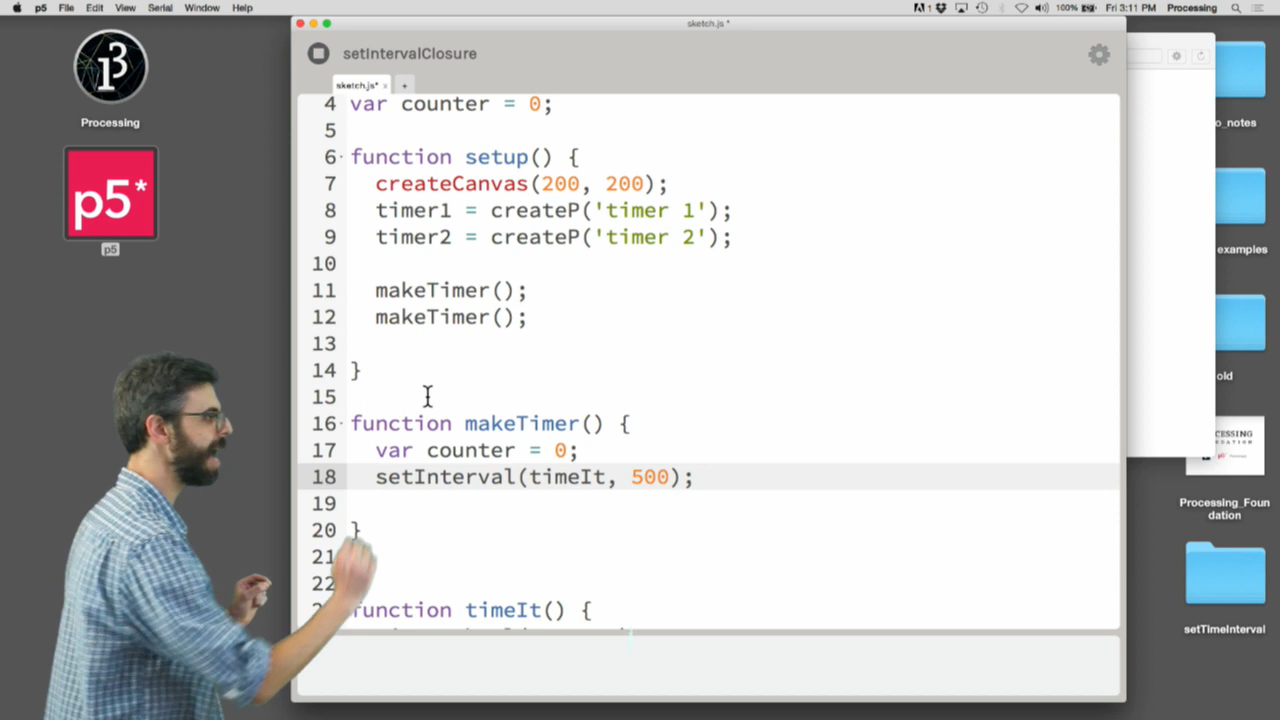 p5 File Edit View Serial Window Help
1 100% Fri 3:11 PM Processing
sketch.js *
setIntervalClosure
sketch.js* × +
4 var counter = 0;
5
6 function setup() {
7 createCanvas(200, 200);
8 timer1 = createP('timer 1');
9 timer2 = createP('timer 2');
10
11 makeTimer();
12 makeTimer();
13
14 }
15
16 function makeTimer() {
17 var counter = 0;
18 setInterval(timeIt, 500);
19
20 }
21
22
function timeIt() {
Processing
p5*
p5
o_notes
examples
old
Processing_Foun
dation
setTimeInterval